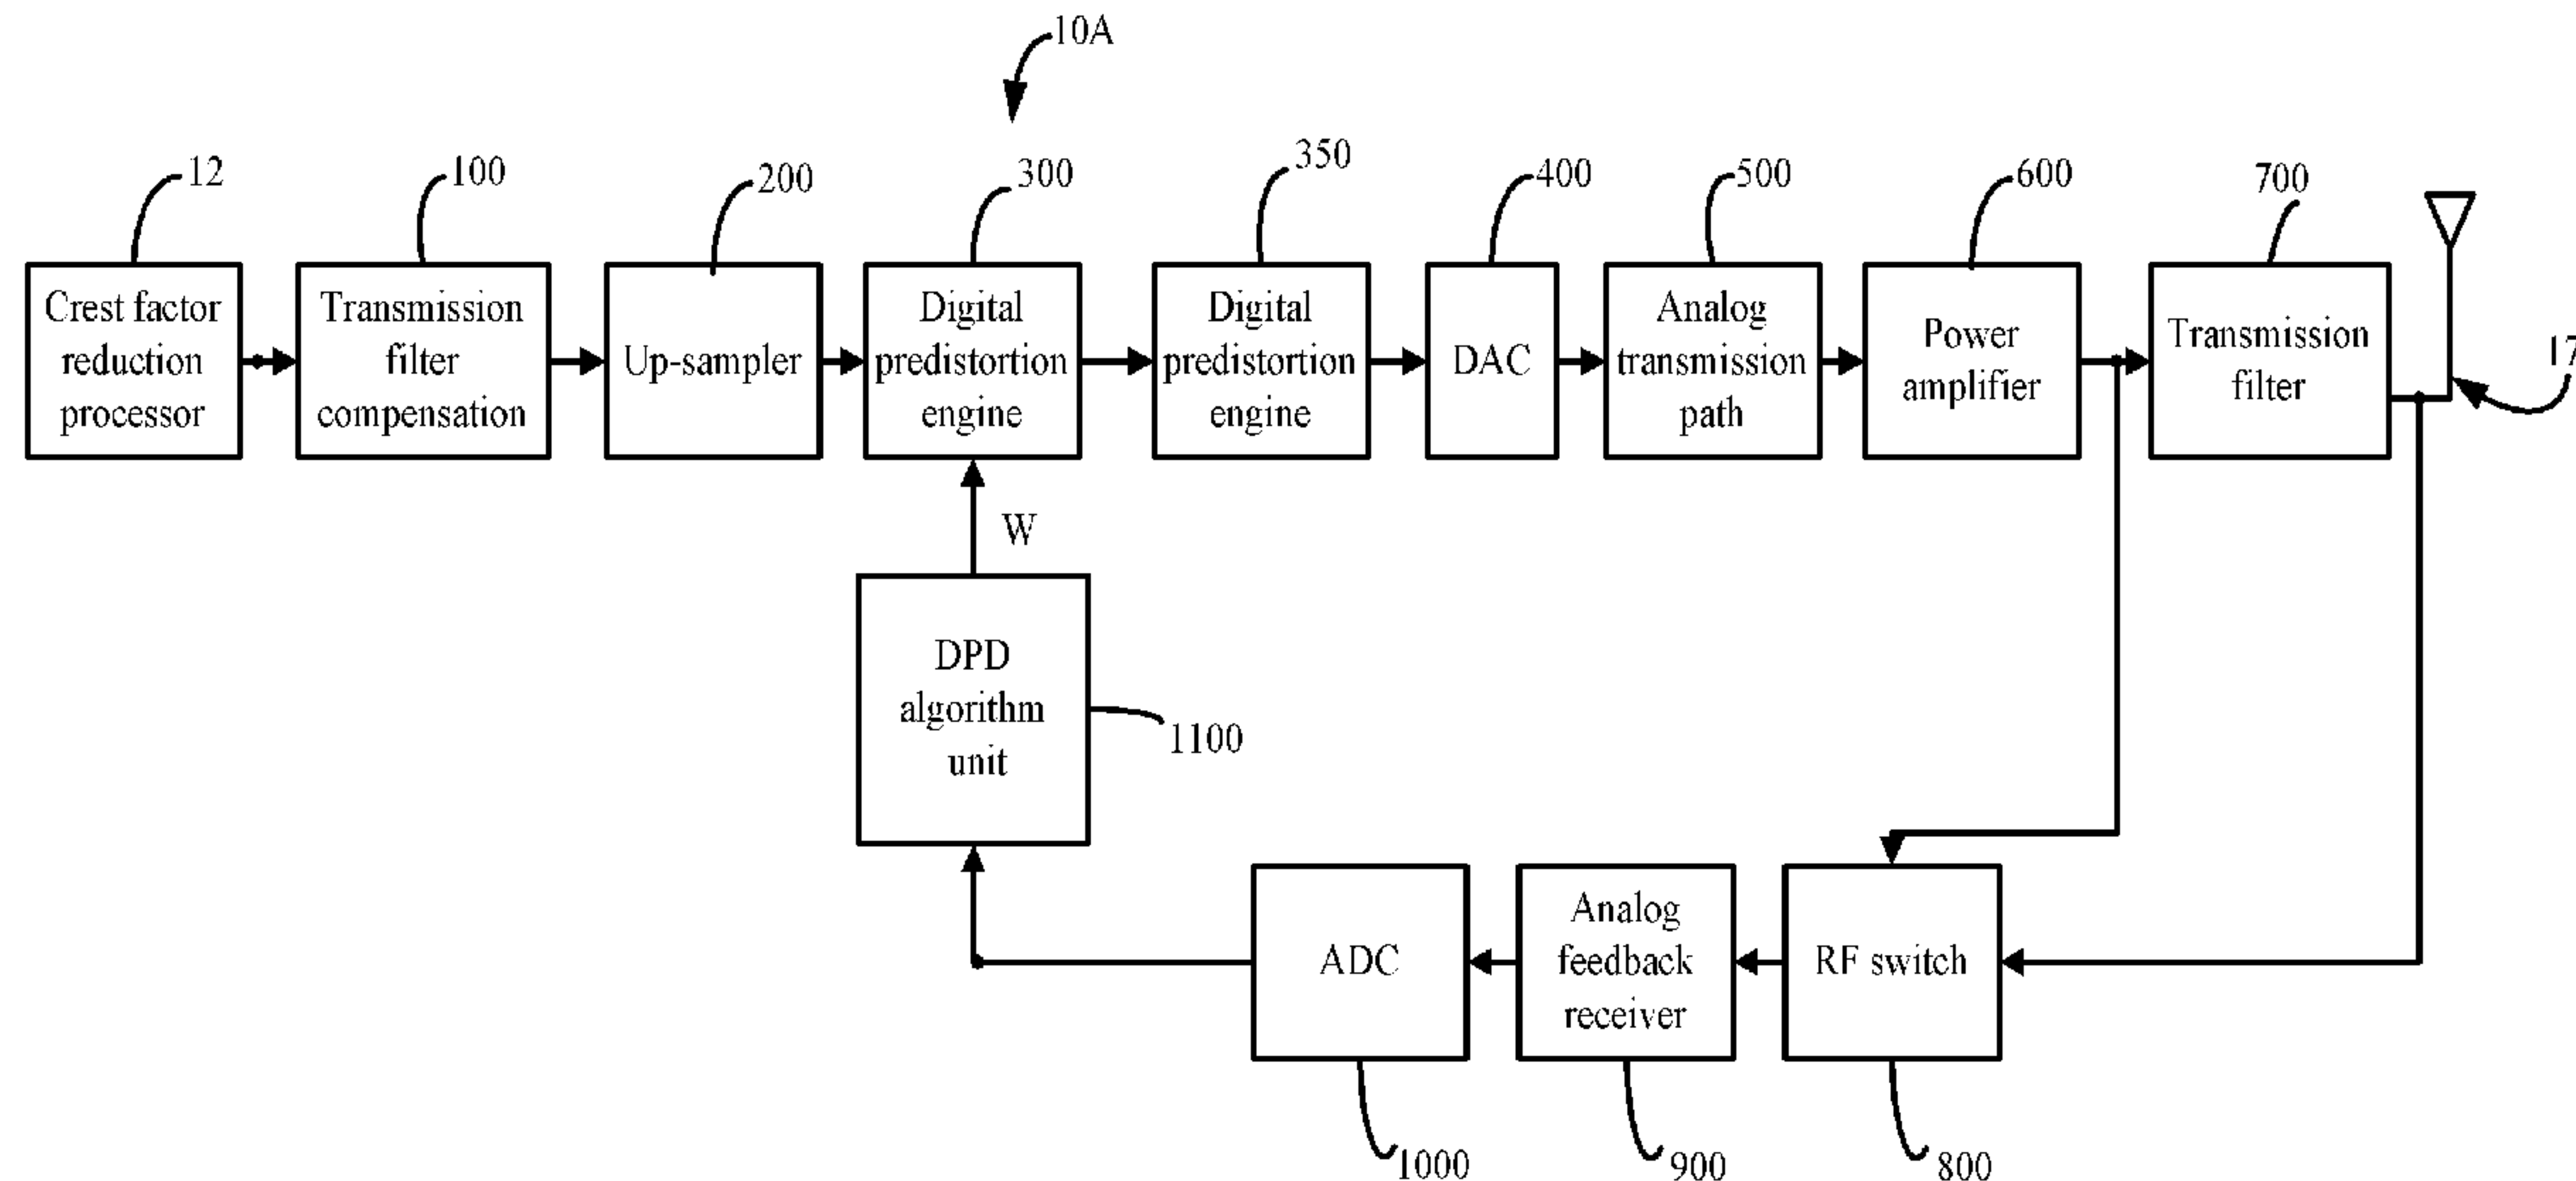 10A
12
100
200
300
350
400
500
600
700
Crest factor
reduction
processor
Transmission
filter
compensation
Up-sampler
Digital
predistortion
engine
Digital
predistortion
engine
DAC
Analog
transmission
path
Power
amplifier
Transmission
filter
17
W
DPD
algorithm
unit
1100
ADC
Analog
feedback
receiver
RF switch
1000
900
800